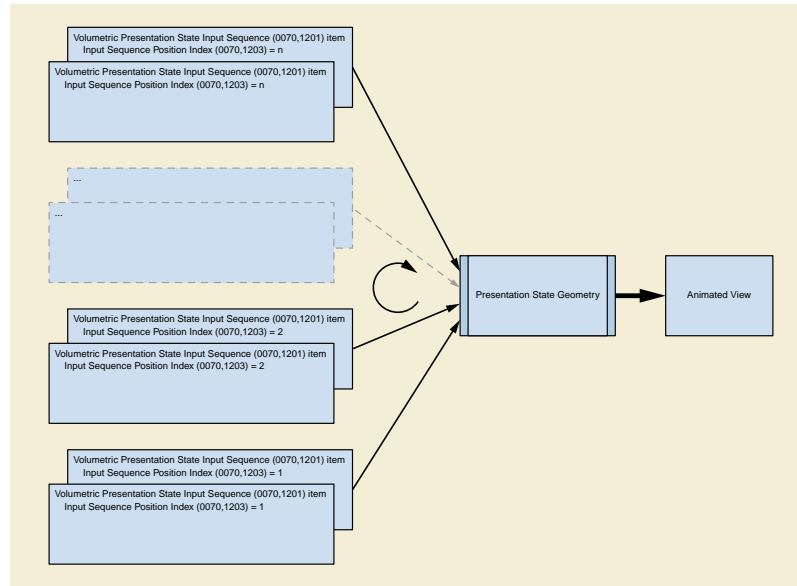 Volumetric Presentation State Input Sequence (0070,1201) item
Input Sequence Position Index (0070,1203) = n
Volumetric Presentation State Input Sequence (0070,1201) item
Input Sequence Position Index (0070,1203) = n
...
...
Presentation State Geometry
Animated View
Volumetric Presentation State Input Sequence (0070,1201) item
Input Sequence Position Index (0070,1203) = 2
Volumetric Presentation State Input Sequence (0070,1201) item
Input Sequence Position Index (0070,1203) = 2
Volumetric Presentation State Input Sequence (0070,1201) item
Input Sequence Position Index (0070,1203) = 1
Volumetric Presentation State Input Sequence (0070,1201) item
Input Sequence Position Index (0070,1203) = 1